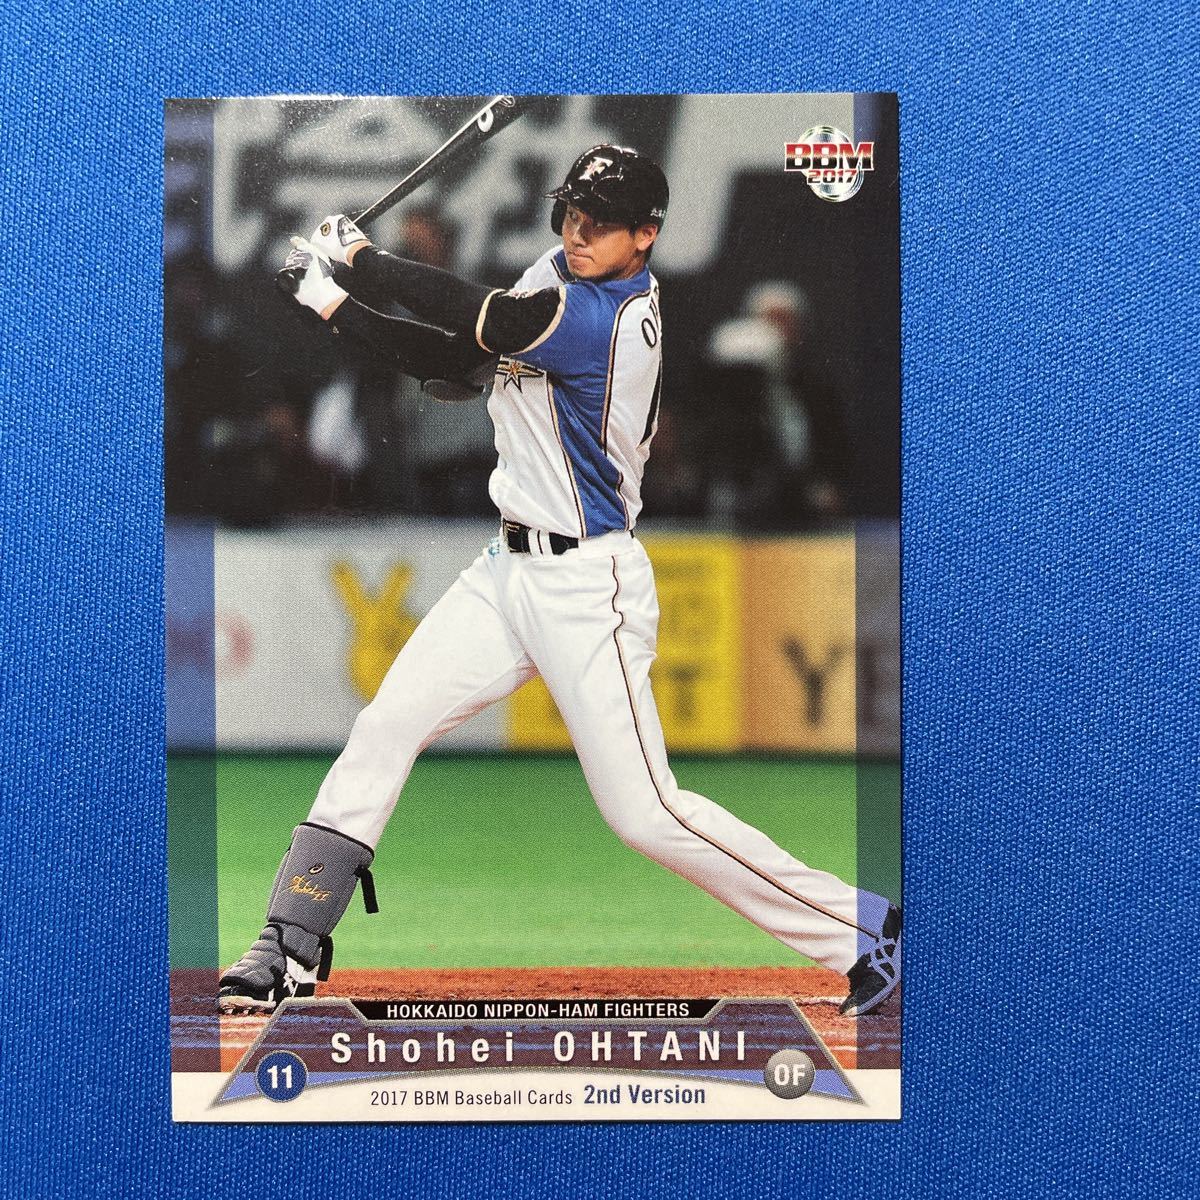 BBM
2017
HOKKAIDO NIPPON-HAM FIGHTERS
Shohei OHTANI
11
OF
2017 BBM Baseball Cards 2nd Version